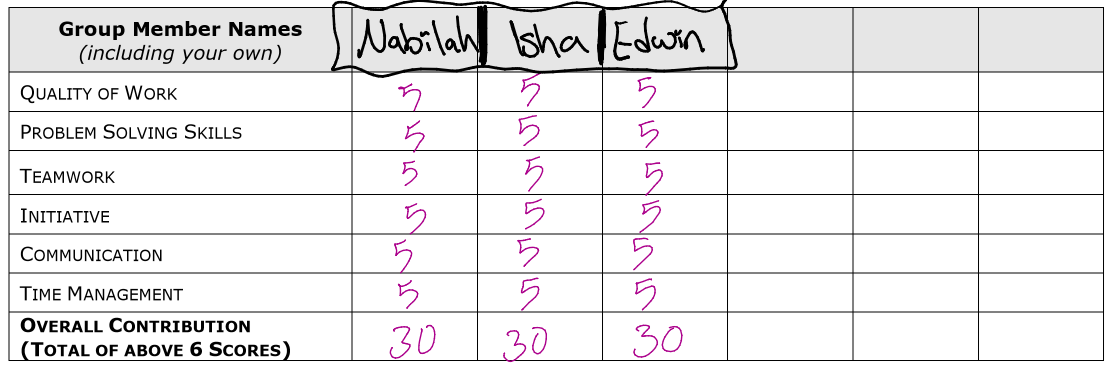 Group Member Names Nabilah Isha Edwin
(including your own)
QUALITY OF WORK 5 5 5
PROBLEM SOLVING SKILLS 5 5 5
TEAMWORK 5 5 5
INITIATIVE 5 5 5
COMMUNICATION 5 5 5
TIME MANAGEMENT 5 5 5
OVERALL CONTRIBUTION
(TOTAL OF ABOVE 6 SCORES) 30 30 30